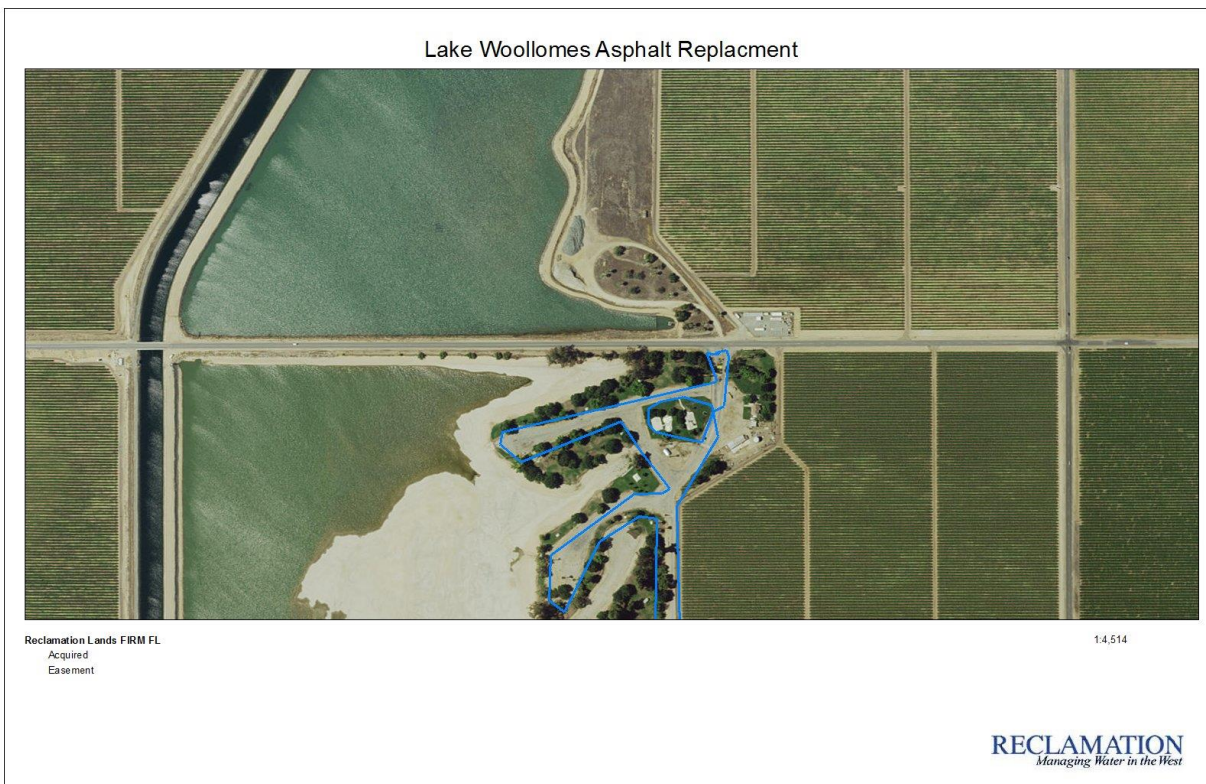 Lake Woollomes Asphalt Replacment
Reclamation Lands FIRM FL
Acquired
Easement
1:4,514
RECLAMATION
Managing Water in the West